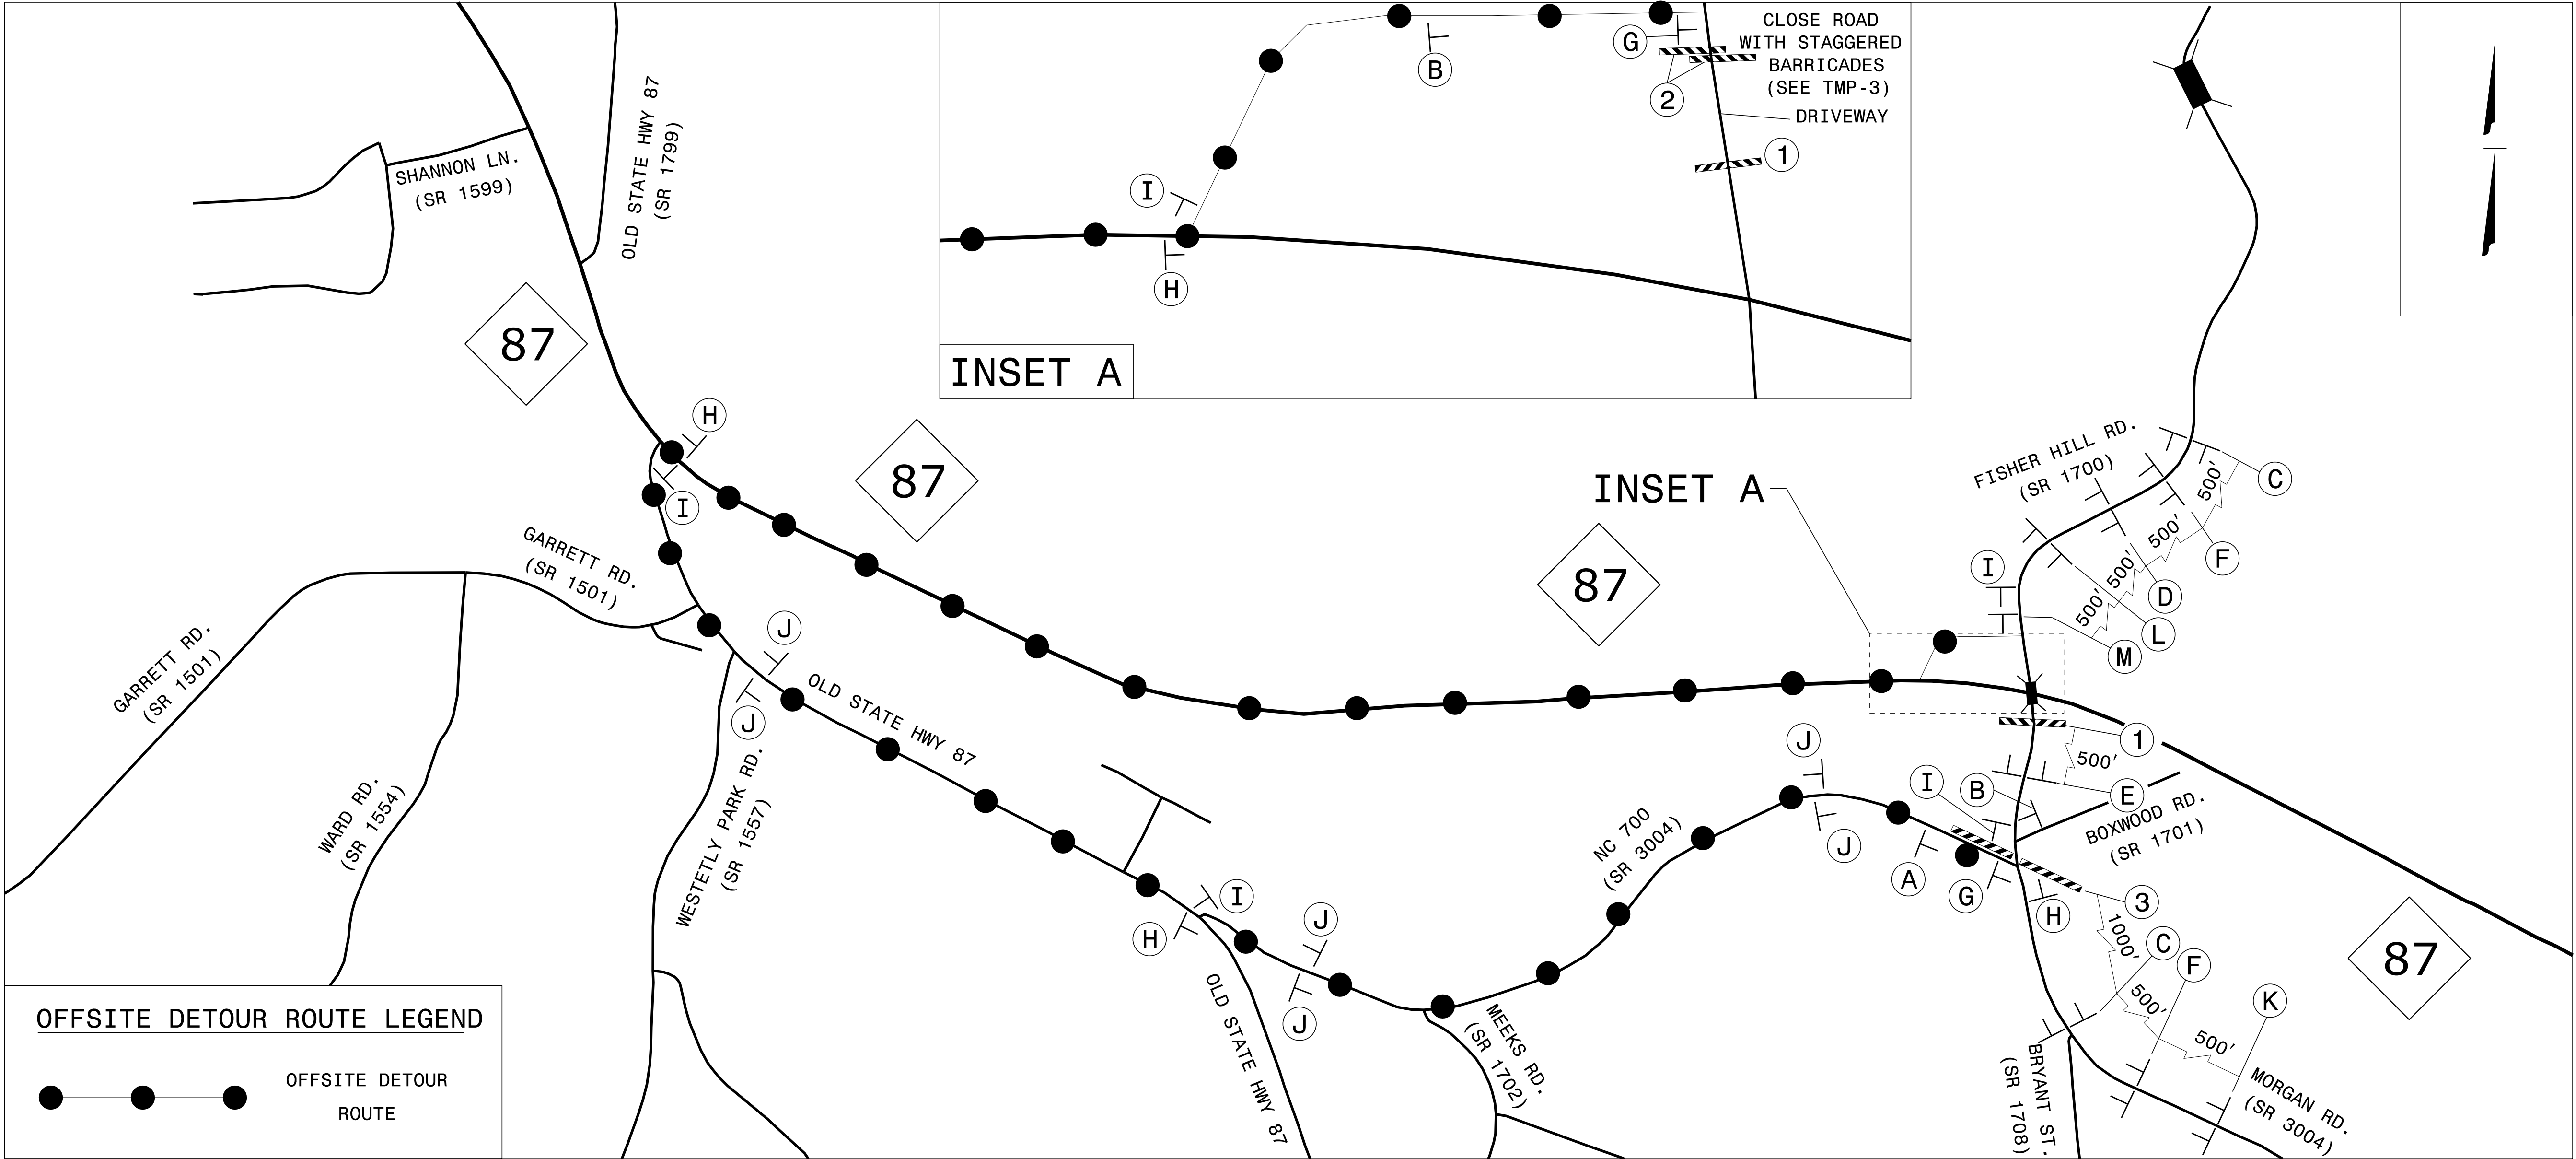 CLOSE ROAD
WITH STAGGERED
BARRICADES
(SEE TMP-3)
DRIVEWAY
G
B
2
1
I
H
INSET A
SHANNON LN.
(SR 1599)
OLD STATE HWY 87
(SR 1799)
87
H
87
I
GARRETT RD.
(SR 1501)
GARRETT RD.
(SR 1501)
J
J
OLD STATE HWY 87
WARD RD.
(SR 1554)
WESTETLY PARK RD.
(SR 1557)
INSET A
87
FISHER HILL RD.
(SR 1700)
C
500'
F
500'
D
500'
L
500'
M
I
1
500'
E
B
I
BOXWOOD RD.
(SR 1701)
J
J
NC 700
(SR 3004)
A
G
H
3
1000'
C
500'
F
500'
K
87
H
I
J
J
OLD STATE HWY 87
MEEKS RD.
(SR 1702)
BRYANT ST.
(SR 1708)
MORGAN RD.
(SR 3004)
OFFSITE DETOUR ROUTE LEGEND
OFFSITE DETOUR
ROUTE